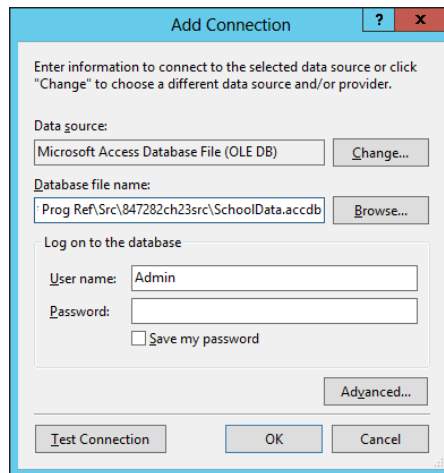 Add Connection
?
x
Enter information to connect to the selected data source or click
"Change" to choose a different data source and/or provider.
Data source:
Microsoft Access Database File (OLE DB)
Change...
Database file name:
Prog Ref\Src\847282ch23src\SchoolData.accdb
Browse...
Log on to the database
User name:
Admin
Password:
Save my password
Advanced...
Test Connection
OK
Cancel